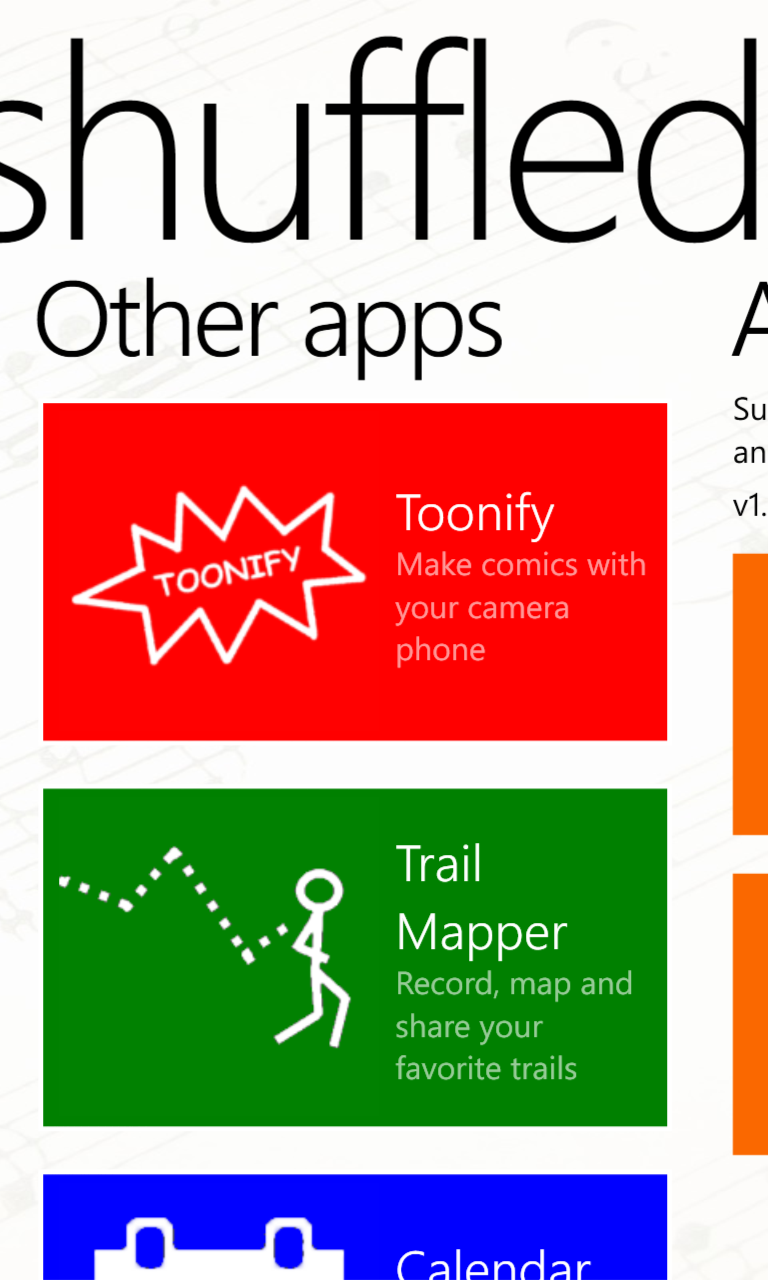 shuffled
Other apps
A
Su
an
v1.
TOONIFY
Toonify
Make comics with
your camera
phone
Trail
Mapper
Record, map and
share your
favorite trails
Calendar